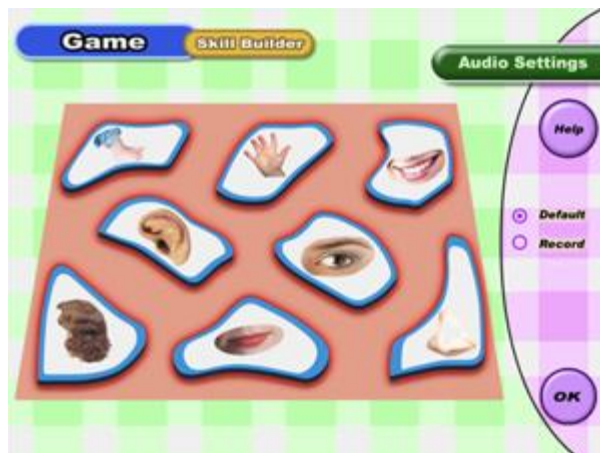 Game
Skill Builder
Audio Settings
Help
Default
Record
OK